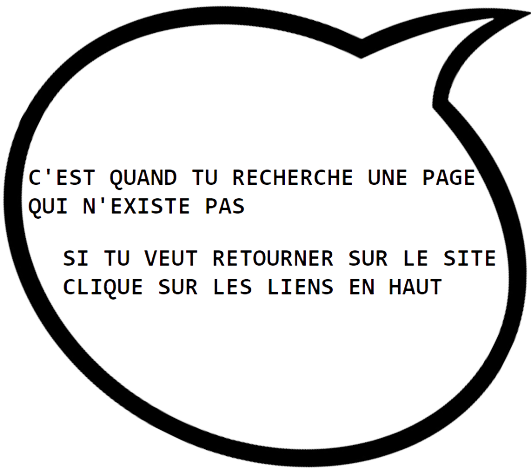 C'EST QUAND TU RECHERCHE UNE PAGE
QUI N'EXISTE PAS
SI TU VEUT RETOURNER SUR LE SITE
CLIQUE SUR LES LIENS EN HAUT